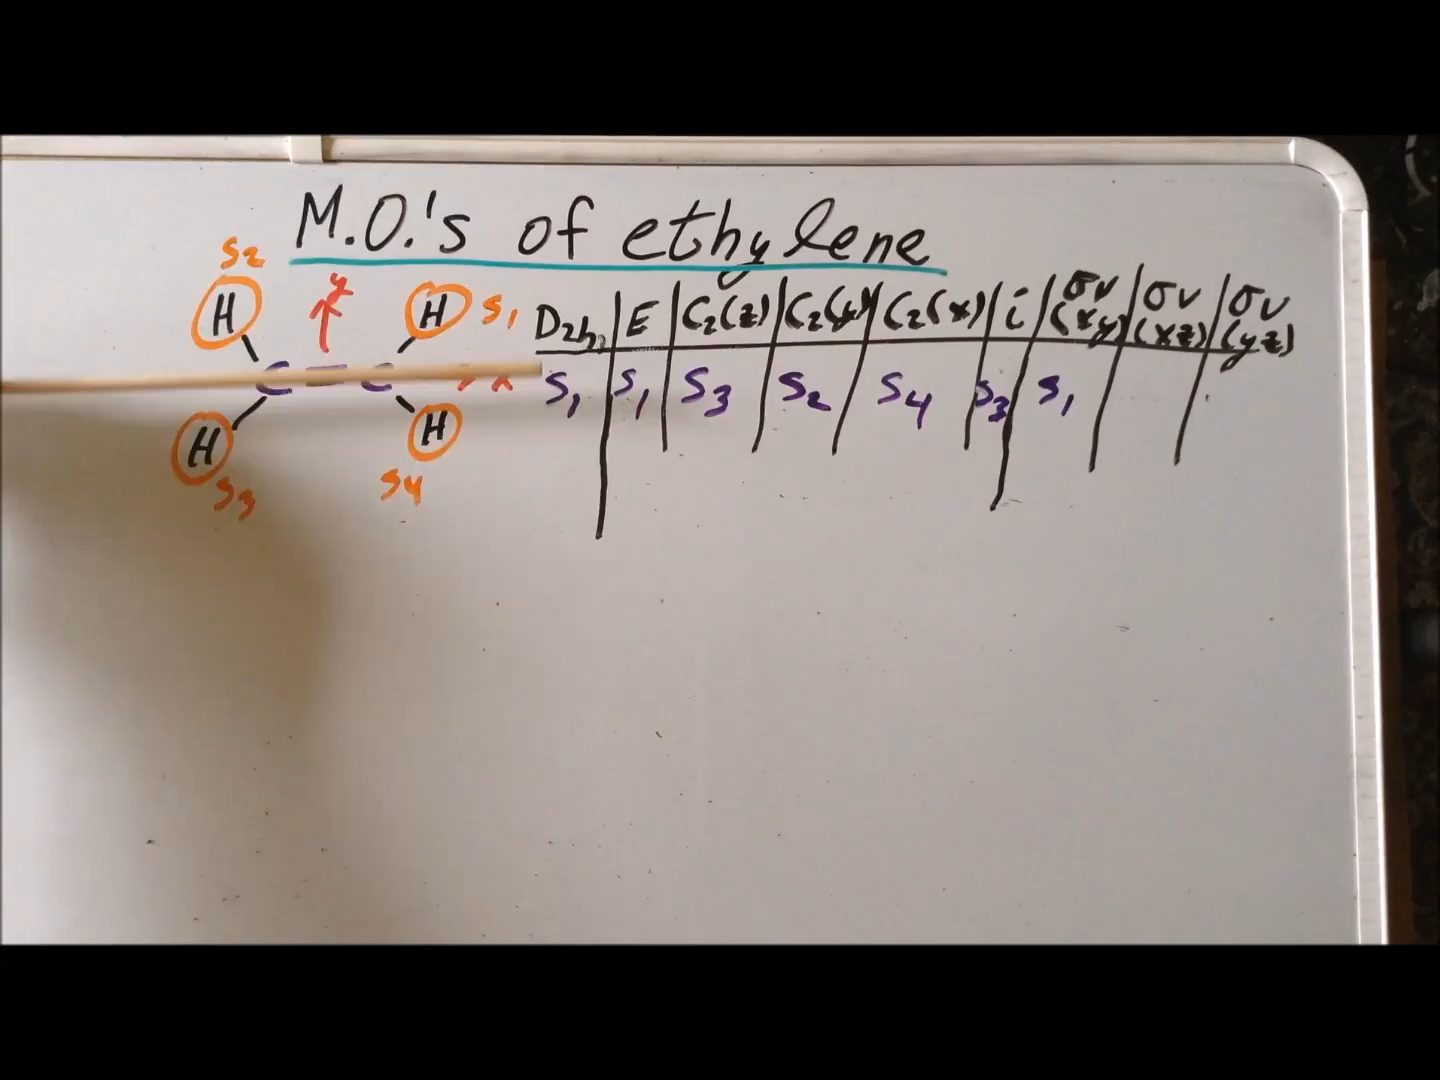 M.O.'s of ethylene
S2
H
y
H S1
C = C x
H
H
S3
S4
D2h E C2(z) C2(y) C2(x) i σv (xy) σv (xz) σv (yz)
S1 S1 S3 S2 S4 S3 S1